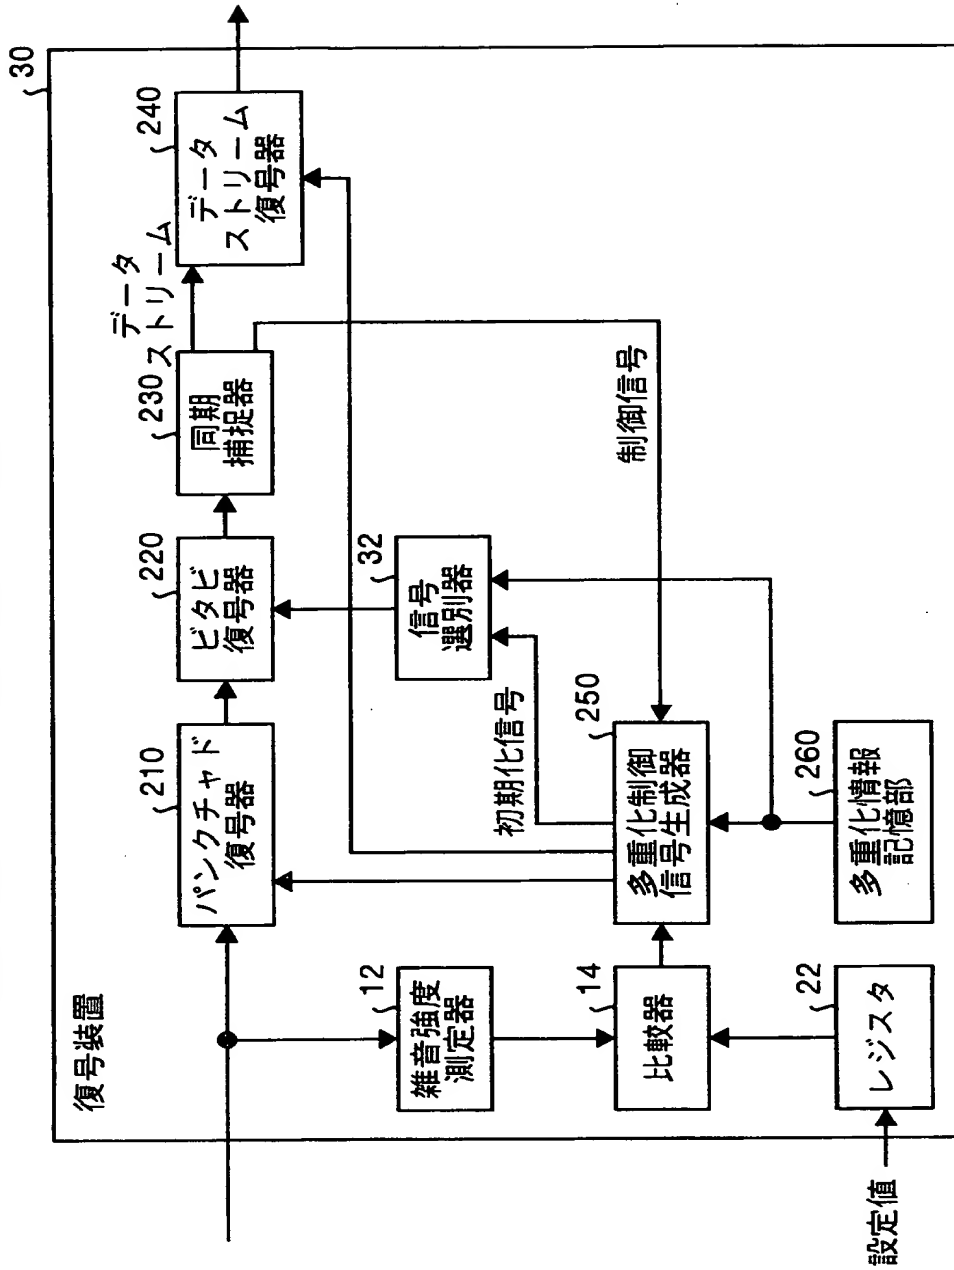 30
復号装置
210
パンクチャド
復号器
220
ビタビ
復号器
230
同期
捕捉器
データ
ストリーム
240
データ
ストリーム
復号器
12
雑音強度
測定器
32
信号
選別器
初期化信号
制御信号
14
比較器
250
多重化制御
信号生成器
22
レジスタ
260
多重化情報
記憶部
設定値